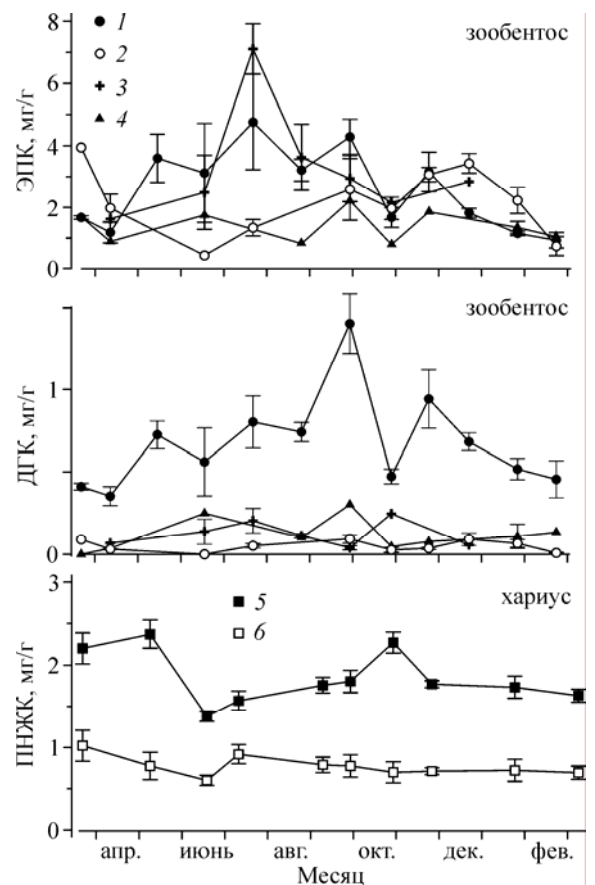 зообентос
8
6
4
2
0
ЭПК, мг/г
1
2
3
4
зообентос
1
0
ДГК, мг/г
хариус
3
2
1
0
ПНЖК, мг/г
5
6
апр. июнь авг. окт. дек. фев.
Месяц